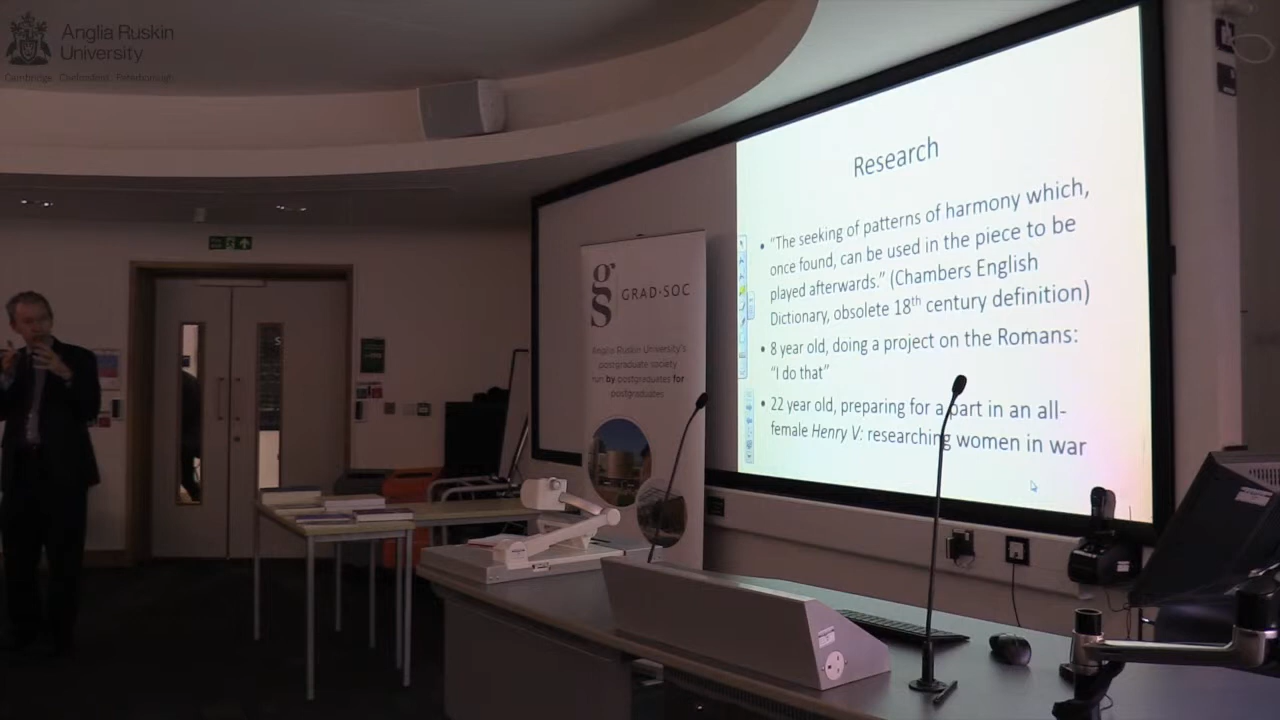 Anglia Ruskin
University
Cambridge Chelmsford Peterborough
Research
“The seeking of patterns of harmony which,
once found, can be used in the piece to be
played afterwards.” (Chambers English
Dictionary, obsolete 18th century definition)
8 year old, doing a project on the Romans:
“I do that”
22 year old, preparing for a part in an all-
female Henry V: researching women in war
gs GRAD·SOC
Anglia Ruskin University's
postgraduate society
run by postgraduates for
postgraduates